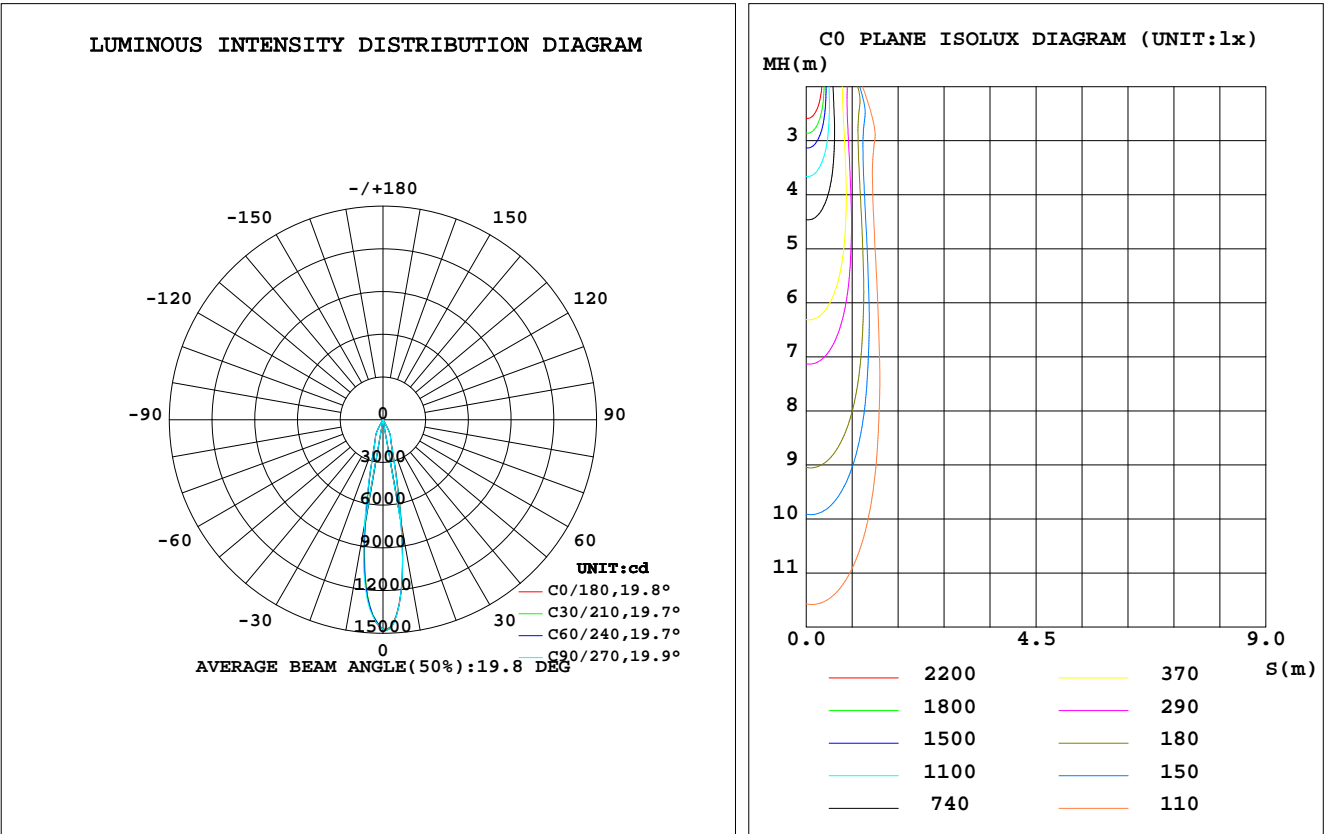 LUMINOUS INTENSITY DISTRIBUTION DIAGRAM
-/+180
-150 150
-120 120
-90 90
-60 60
-30 30
0
0
3000
6000
9000
12000
15000
UNIT:cd
C0/180,19.8°
C30/210,19.7°
C60/240,19.7°
C90/270,19.9°
AVERAGE BEAM ANGLE(50%):19.8 DEG
C0 PLANE ISOLUX DIAGRAM (UNIT:lx)
MH(m)
3
4
5
6
7
8
9
10
11
0.0 4.5 9.0
S(m)
2200 370
1800 290
1500 180
1100 150
740 110